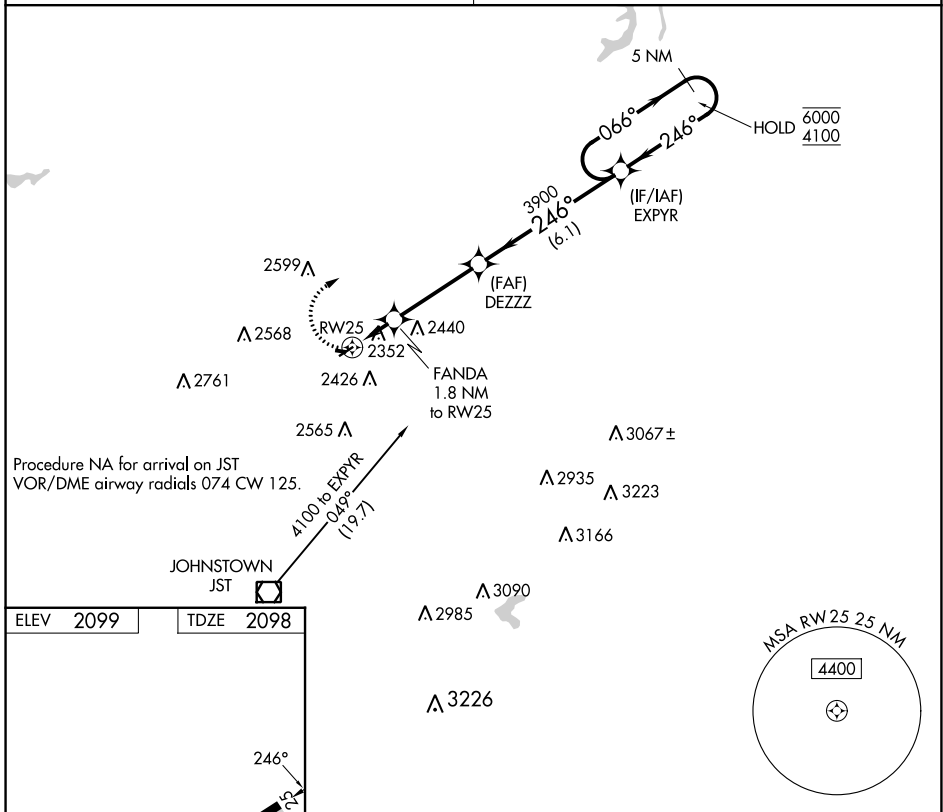 5 NM
HOLD 6000
4100
066°
246°
(IF/IAF)
EXPYR
3900
246°
(6.1)
(FAF)
DEZZZ
2599
2568
RW25
2440
2352
2761
2426
FANDA
1.8 NM
to RW25
2565
3067±
Procedure NA for arrival on JST
VOR/DME airway radials 074 CW 125.
2935
3223
4100 to EXPYR
049°
(19.7)
3166
JOHNSTOWN
JST
3090
2985
ELEV 2099
TDZE 2098
MSA RW25 25 NM
4400
3226
246°
25